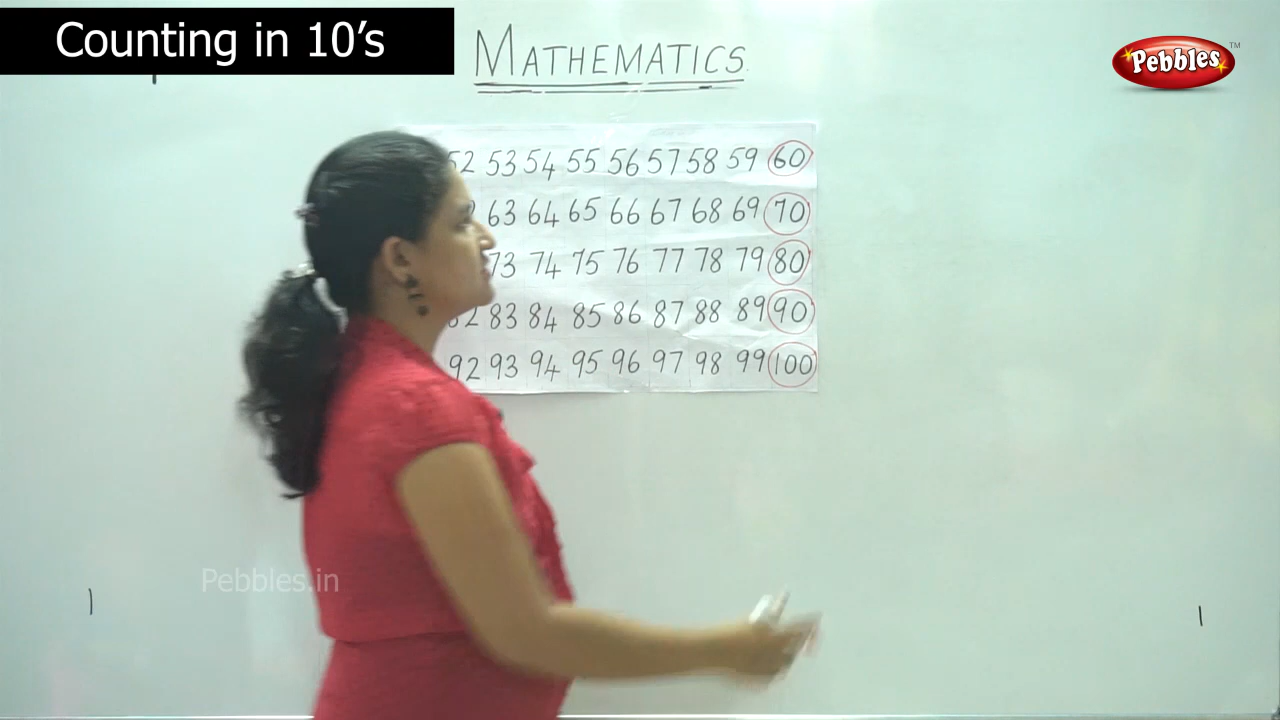 Counting in 10's
MATHEMATICS
Pebbles™
52 53 54 55 56 57 58 59 60
63 64 65 66 67 68 69 70
73 74 75 76 77 78 79 80
82 83 84 85 86 87 88 89 90
92 93 94 95 96 97 98 99 100
Pebbles.in